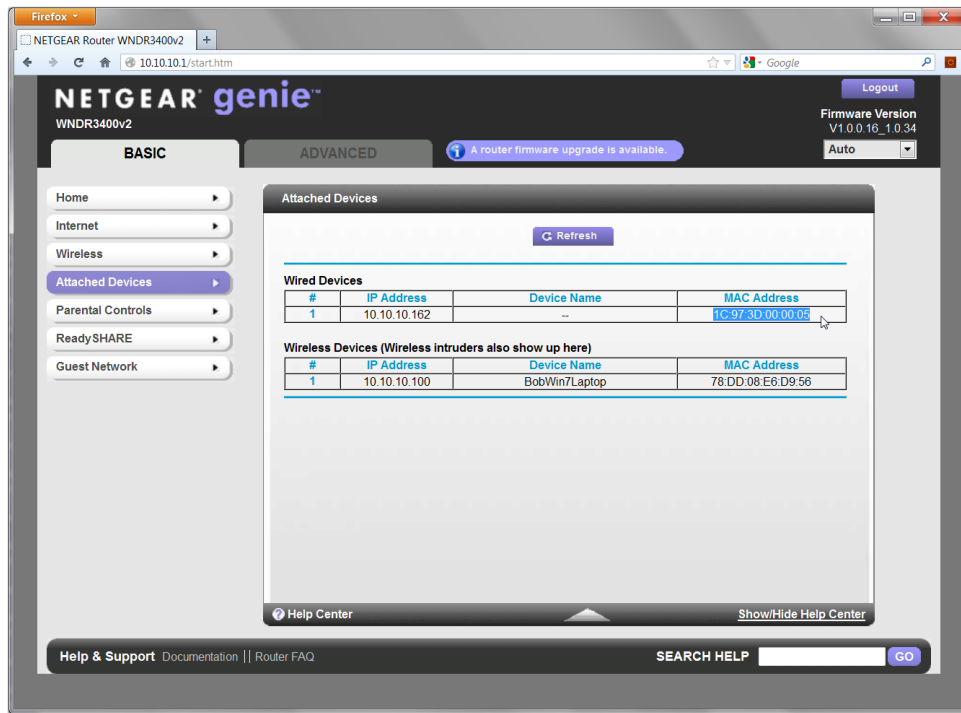 Firefox
NETGEAR Router WNDR3400v2 +
10.10.10.1/start.htm Google
NETGEAR® genie™ Logout
WNDR3400v2 Firmware Version
V1.0.0.16_1.0.34
BASIC ADVANCED A router firmware upgrade is available. Auto
Home
Internet
Wireless
Attached Devices
Parental Controls
ReadySHARE
Guest Network
Attached Devices
Refresh
Wired Devices
# IP Address Device Name MAC Address
1 10.10.10.162 -- 1C:97:3D:00:00:05
Wireless Devices (Wireless intruders also show up here)
# IP Address Device Name MAC Address
1 10.10.10.100 BobWin7Laptop 78:DD:08:E6:D9:56
? Help Center Show/Hide Help Center
Help & Support Documentation || Router FAQ SEARCH HELP GO